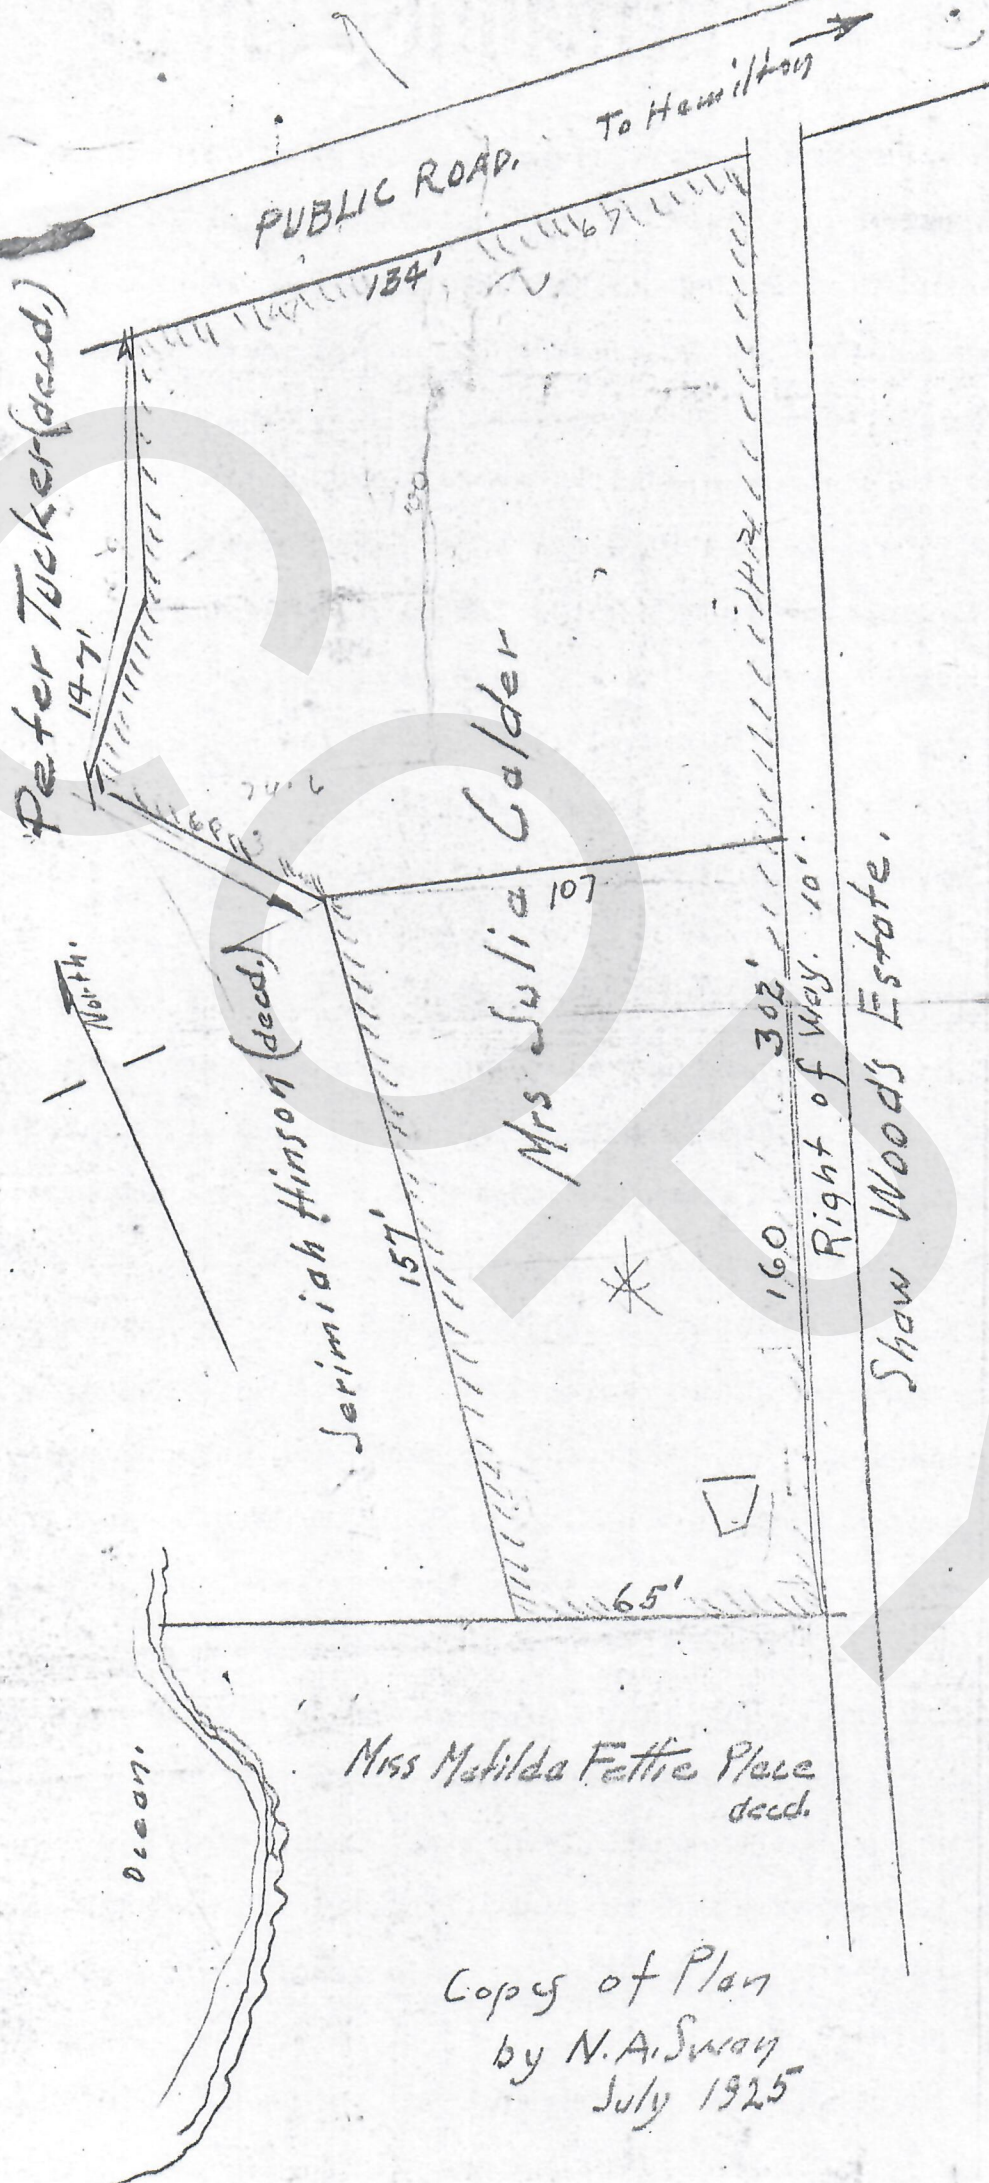 To Hamilton
PUBLIC ROAD.
134'
Peter Tucker (decd.)
147'
Mrs Julia Calder
107
North
Jerimiah Hinson (decd.)
157'
302'
160
Right of Way. 10'
Shaw Wood's Estate.
65'
Ocean.
Miss Matilda Fettie Place
decd.
Copy of Plan
by N.A. Swan
July 1925
COPY